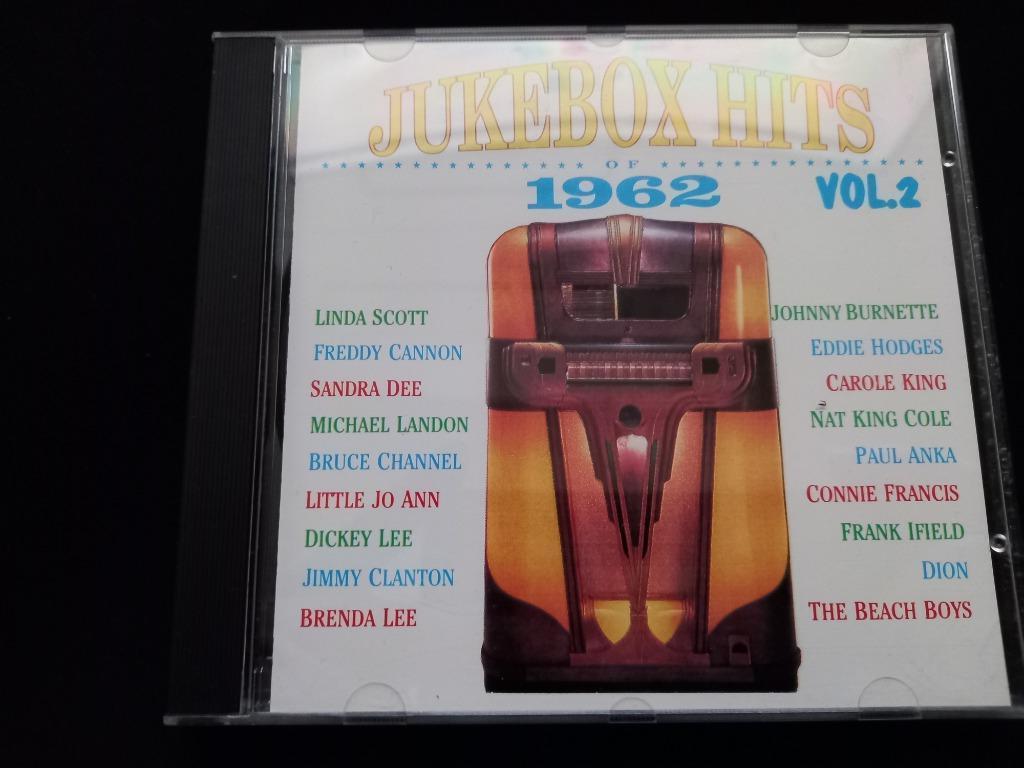 JUKEBOX HITS
OF
1962
VOL.2
LINDA SCOTT
FREDDY CANNON
SANDRA DEE
MICHAEL LANDON
BRUCE CHANNEL
LITTLE JO ANN
DICKEY LEE
JIMMY CLANTON
BRENDA LEE
JOHNNY BURNETTE
EDDIE HODGES
CAROLE KING
NAT KING COLE
PAUL ANKA
CONNIE FRANCIS
FRANK IFIELD
DION
THE BEACH BOYS